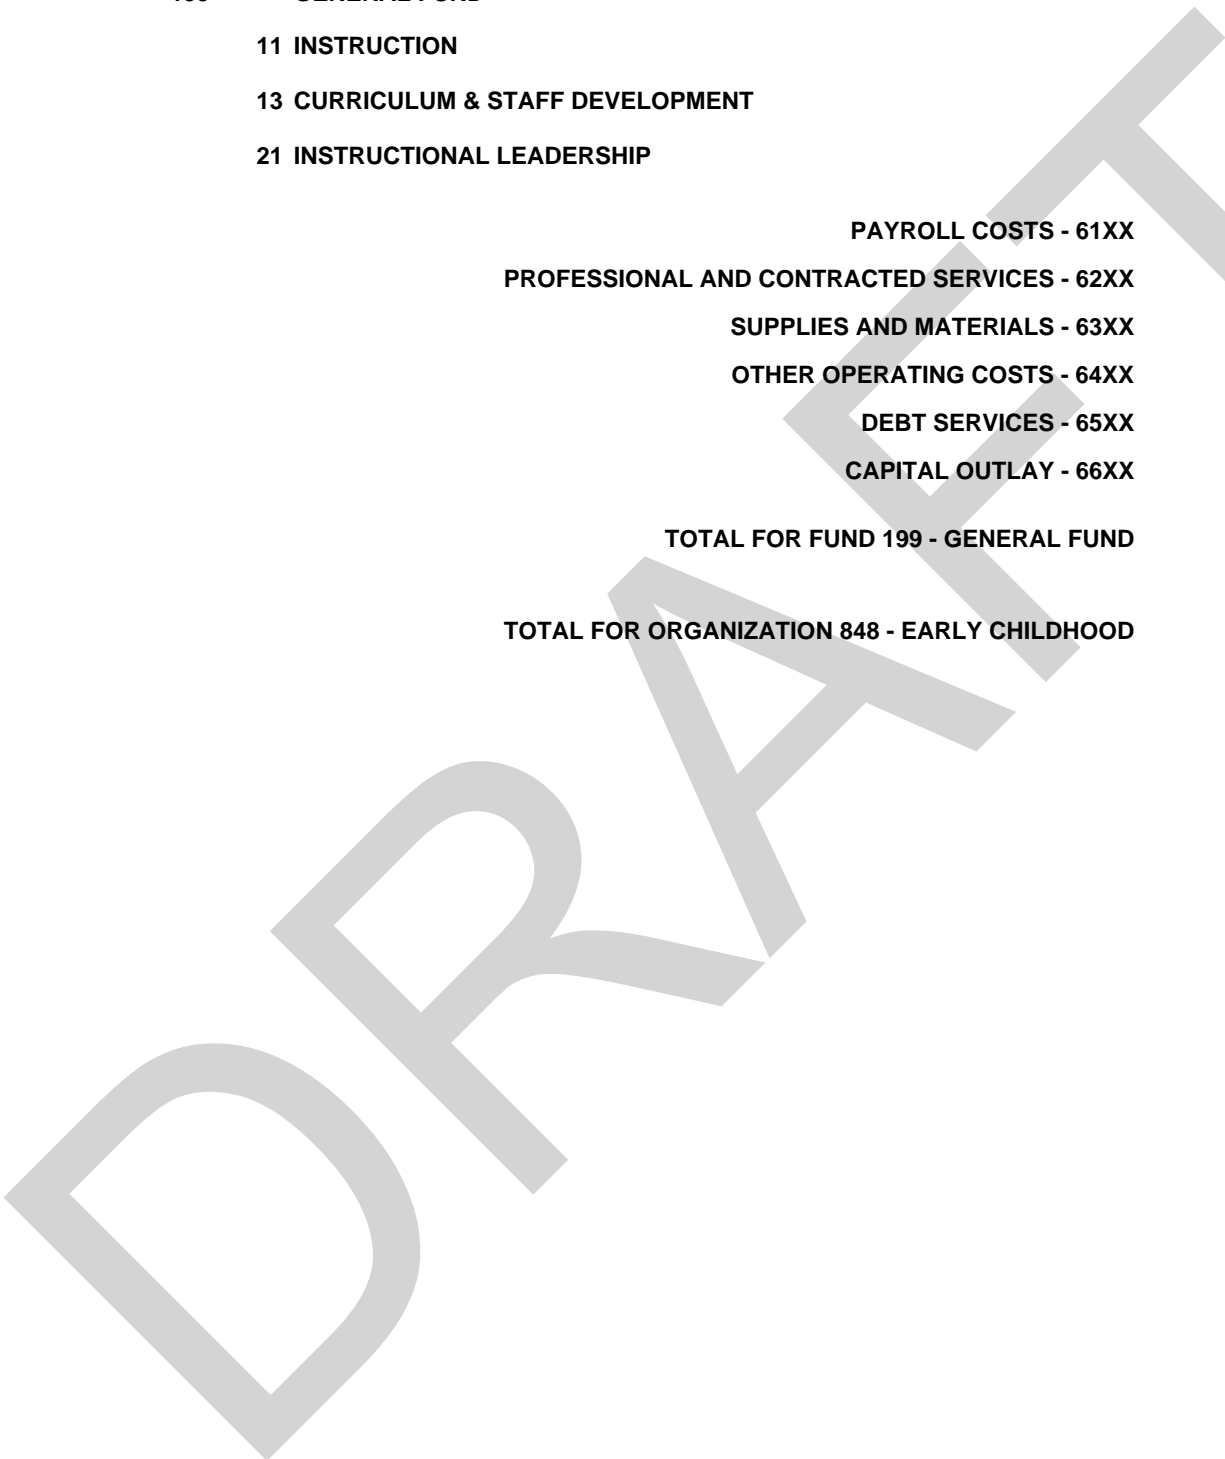 11 INSTRUCTION
13 CURRICULUM & STAFF DEVELOPMENT
21 INSTRUCTIONAL LEADERSHIP
PAYROLL COSTS - 61XX
PROFESSIONAL AND CONTRACTED SERVICES - 62XX
SUPPLIES AND MATERIALS - 63XX
OTHER OPERATING COSTS - 64XX
DEBT SERVICES - 65XX
CAPITAL OUTLAY - 66XX
TOTAL FOR FUND 199 - GENERAL FUND
TOTAL FOR ORGANIZATION 848 - EARLY CHILDHOOD
DRAFT